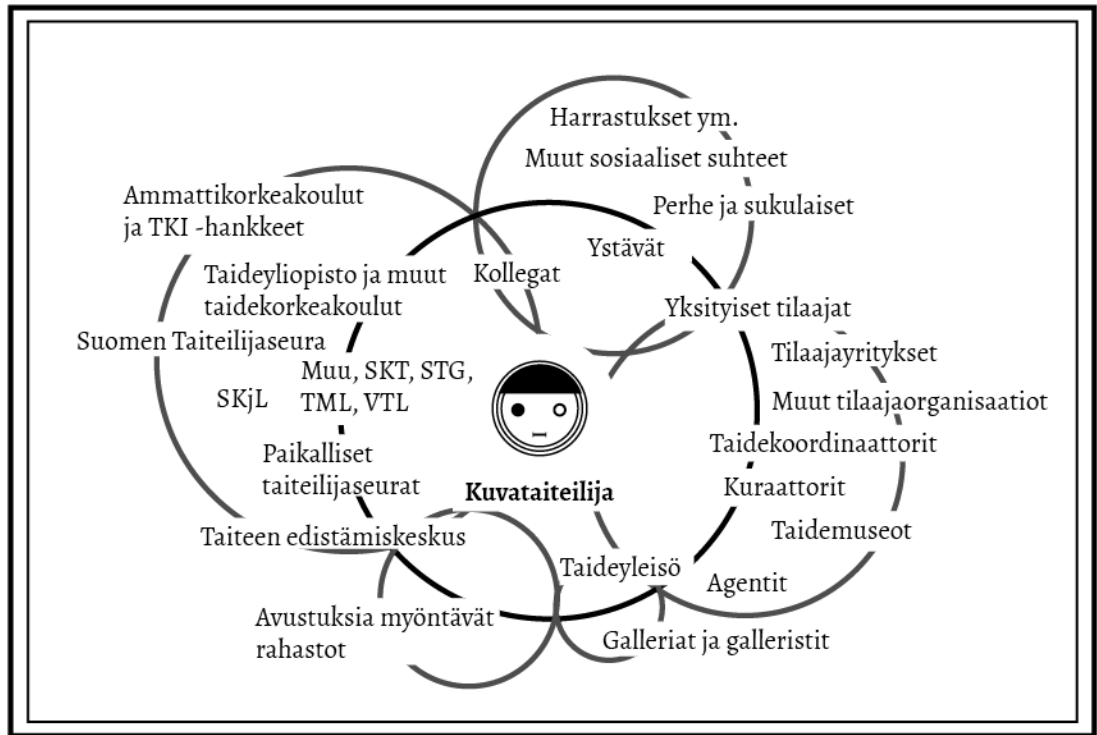 Harrastukset ym.
Muut sosiaaliset suhteet
Perhe ja sukulaiset
Ystävät
Ammattikorkeakoulut
ja TKI -hankkeet
Taideyliopisto ja muut
taidekorkeakoulut
Kollegat
Yksityiset tilaajat
Suomen Taiteilijaseura
Tilaajayritykset
Muu, SKT, STG,
TML, VTL
SKjL
Muut tilaajaorganisaatiot
Taidekoordinaattorit
Paikalliset
taiteilijaseurat
Kuvataiteilija
Kuraattorit
Taiteen edistämiskeskus
Taidemuseot
Taideyleisö
Agentit
Avustuksia myöntävät
rahastot
Galleriat ja galleristit